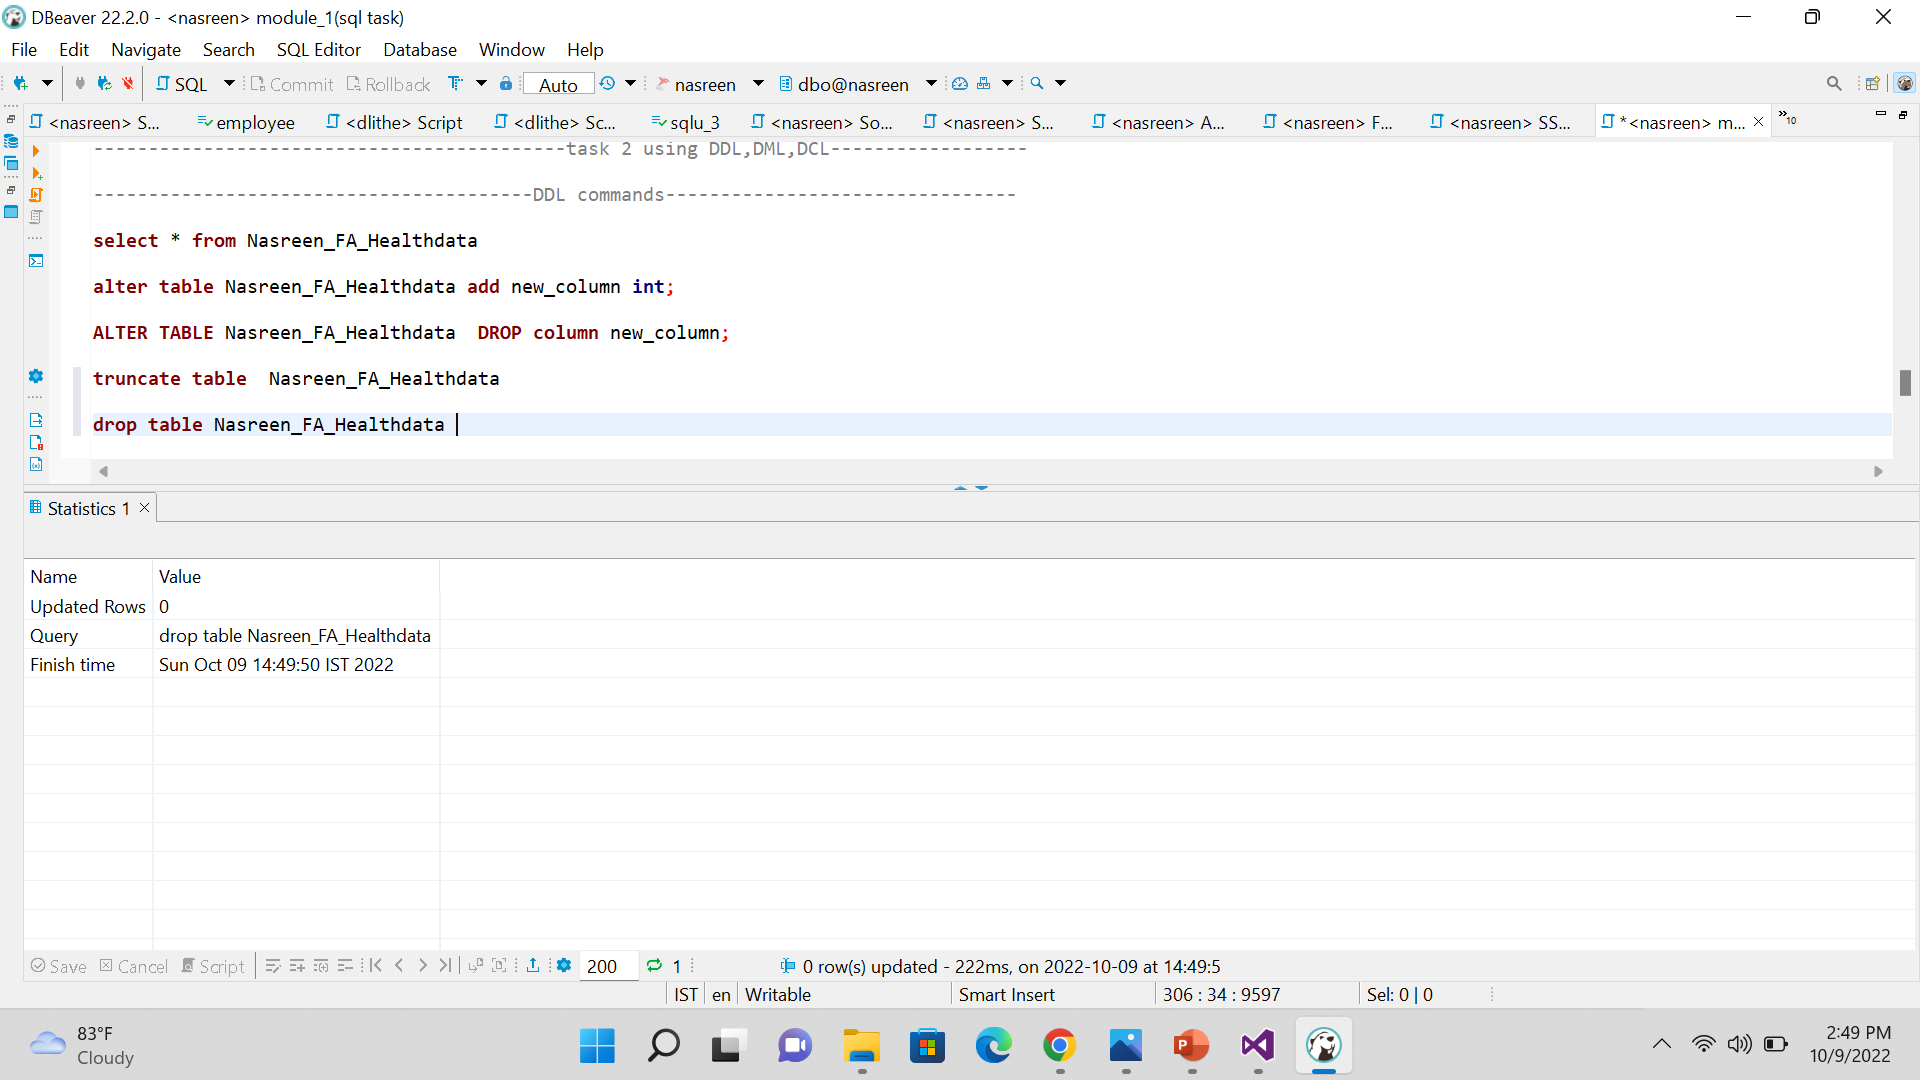 DBeaver 22.2.0 - <nasreen> module_1(sql task)
File Edit Navigate Search SQL Editor Database Window Help
SQL Commit Rollback Auto nasreen dbo@nasreen
<nasreen> S... employee <dlithe> Script <dlithe> Sc... sqlu_3 <nasreen> So... <nasreen> S... <nasreen> A... <nasreen> F... <nasreen> SS... *<nasreen> m... »10
-------------------------------------------task 2 using DDL,DML,DCL------------------
----------------------------------------DDL commands--------------------------------
select * from Nasreen_FA_Healthdata
alter table Nasreen_FA_Healthdata add new_column int;
ALTER TABLE Nasreen_FA_Healthdata  DROP column new_column;
truncate table  Nasreen_FA_Healthdata
drop table Nasreen_FA_Healthdata
Statistics 1
Name Value
Updated Rows 0
Query drop table Nasreen_FA_Healthdata
Finish time Sun Oct 09 14:49:50 IST 2022
Save Cancel Script 200 1 0 row(s) updated - 222ms, on 2022-10-09 at 14:49:5
IST en Writable Smart Insert 306 : 34 : 9597 Sel: 0 | 0
83°F
Cloudy
2:49 PM
10/9/2022